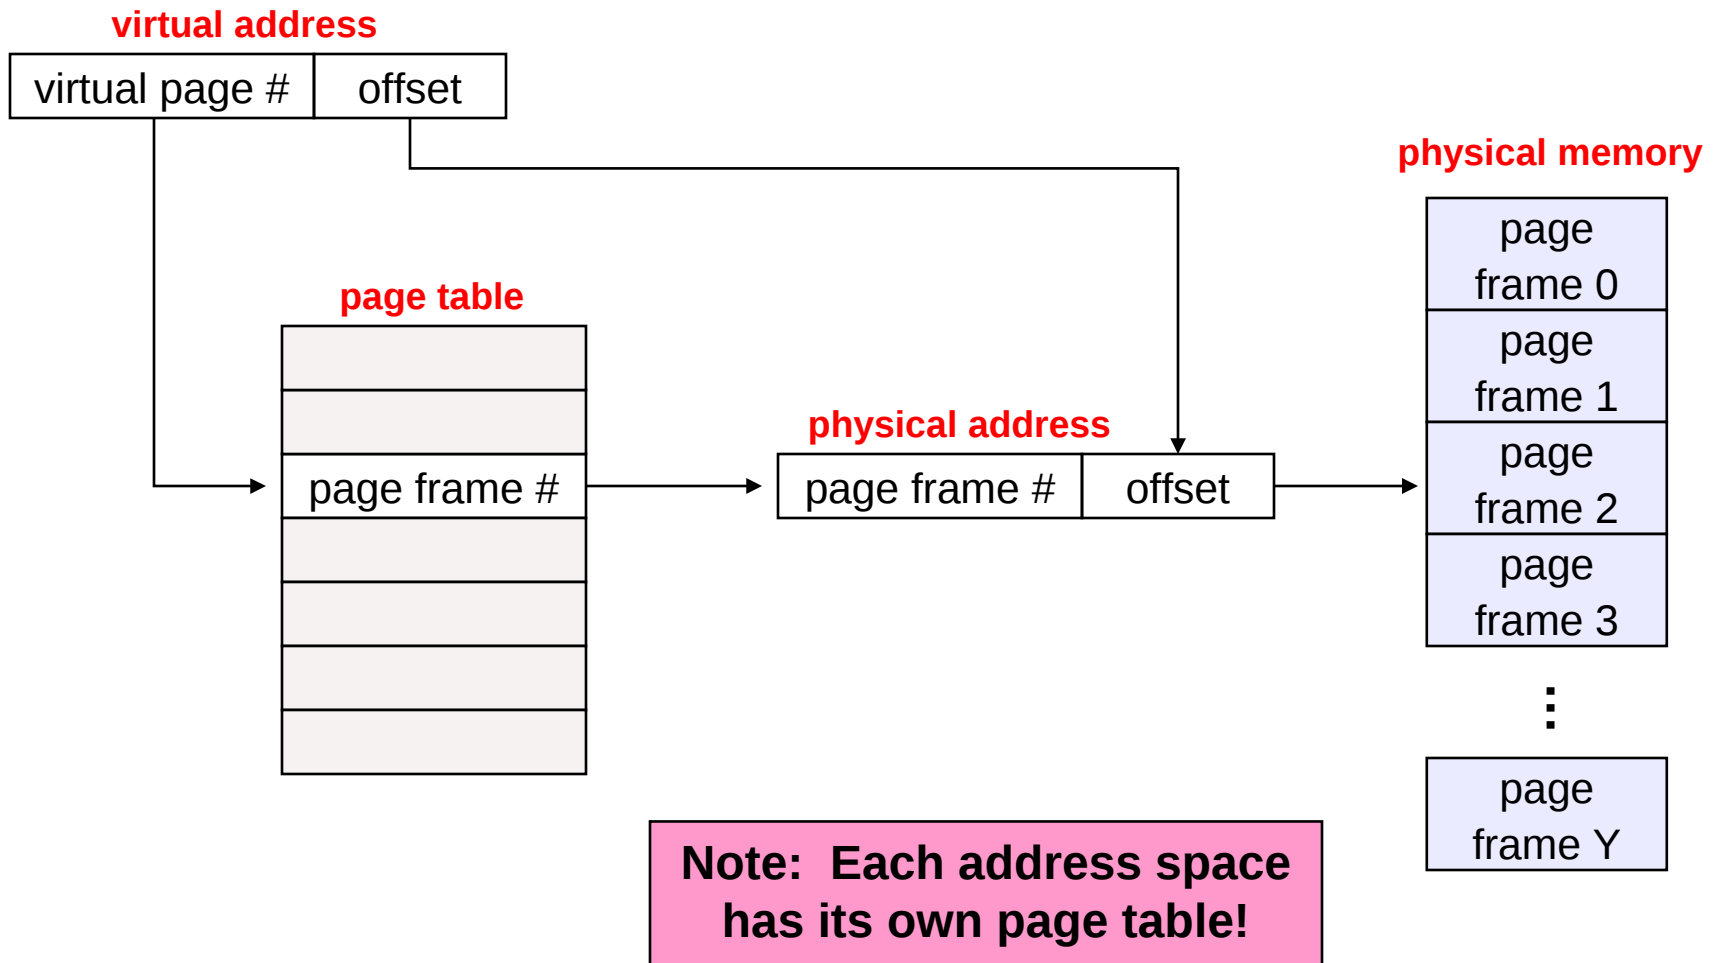 virtual address
virtual page # offset
physical memory
page
frame 0
page table
page
frame 1
physical address
page
frame 2
page frame # page frame # offset
page
frame 3
⋮
page
frame Y
Note: Each address space
has its own page table!